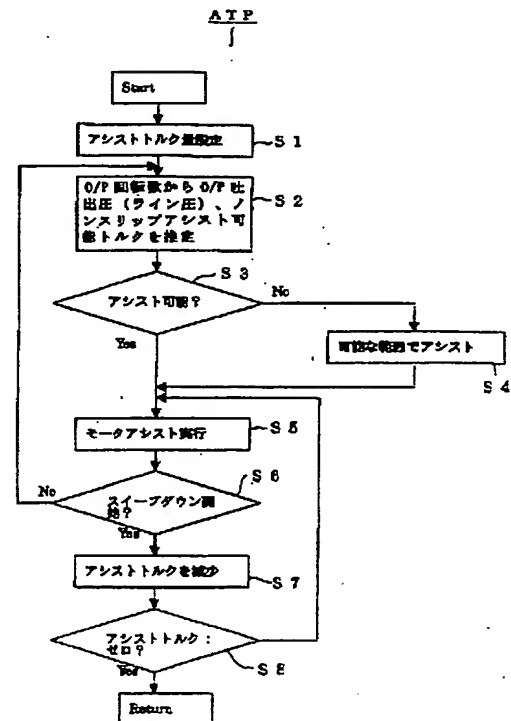 ATP
Start
アシストトルク量設定
S1
O/P回転数からO/P吐
出圧（ライン圧）、ノ
ンスリップアシスト可
能トルクを推定
S2
S3
アシスト可能？
No
Yes
可能な範囲でアシスト
S4
モータアシスト実行
S5
S6
スイープダウン開
始？
No
Yes
アシストトルクを減少
S7
アシストトルク：
ゼロ？
S8
Yes
Return